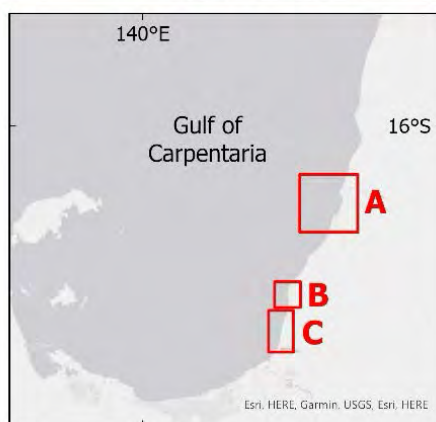 140°E
Gulf of
Carpentaria
16°S
A
B
C
Esri, HERE, Garmin, USGS, Esri, HERE